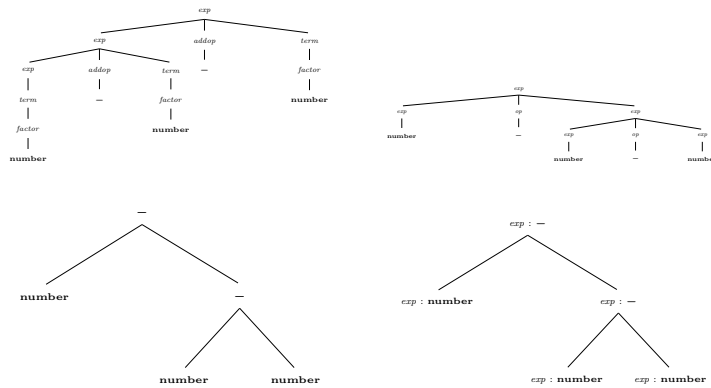 exp
exp addop term
exp addop term − factor
term − factor number
factor number
number
exp
exp op exp
number − exp op exp
number − numbe
−
number −
number number
exp : −
exp : number exp : −
exp : number exp : number